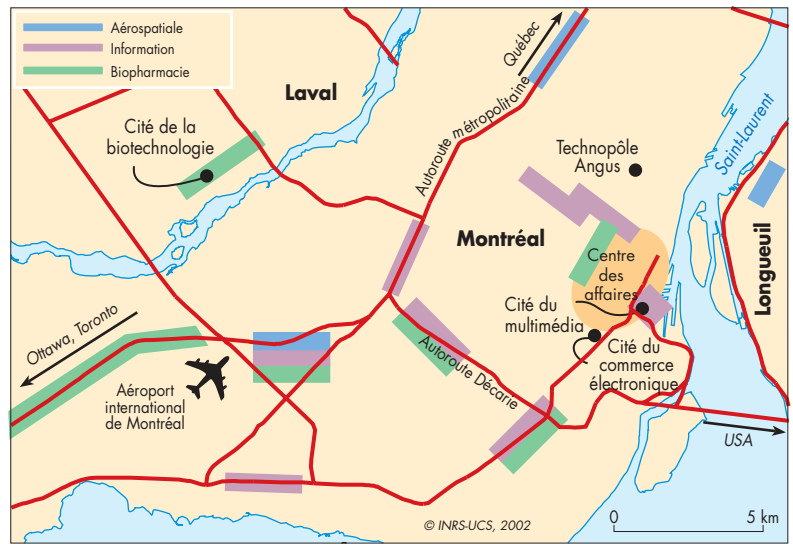 Aérospatiale
Information
Biopharmacie
Québec
Laval
Autoroute métropolitaine
Cité de la
biotechnologie
Technopôle
Angus
Saint-Laurent
Montréal
Longueuil
Centre
des
affaires
Cité du
multimédia
Ottawa, Toronto
Autoroute Décarie
Cité du
commerce
électronique
Aéroport
international
de Montréal
USA
© INRS-UCS, 2002
0 5 km